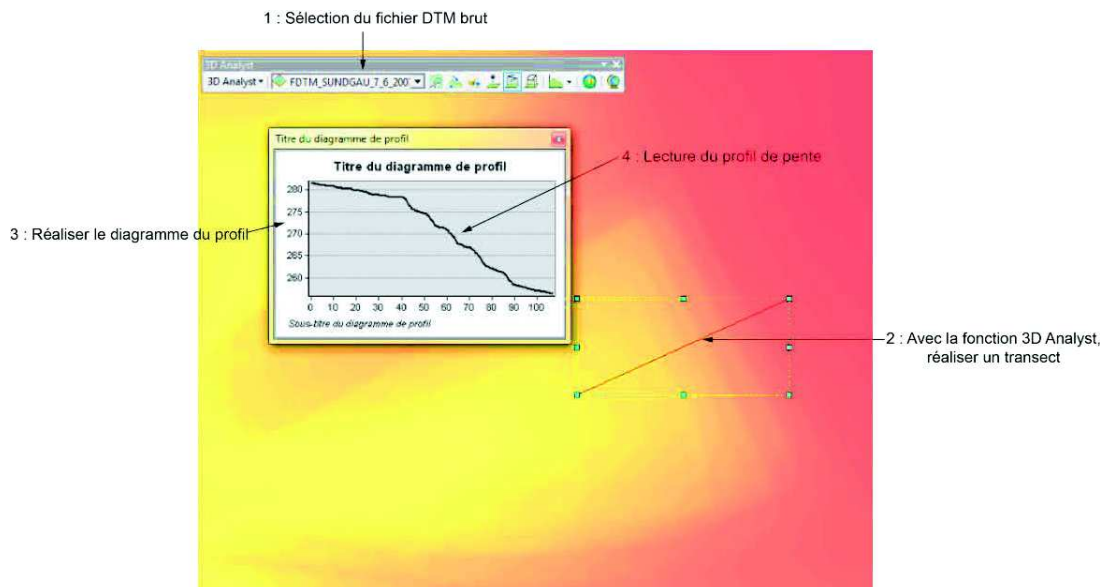 1 : Sélection du fichier DTM brut
3D Analyst
3D Analyst
FDTM_SUNDGAU_7_6_200
Titre du diagramme de profil
Titre du diagramme de profil
4 : Lecture du profil de pente
280
275
270
265
260
3 : Réaliser le diagramme du profil
0 10 20 30 40 50 60 70 80 90 100
Sous-titre du diagramme de profil
2 : Avec la fonction 3D Analyst,
réaliser un transect